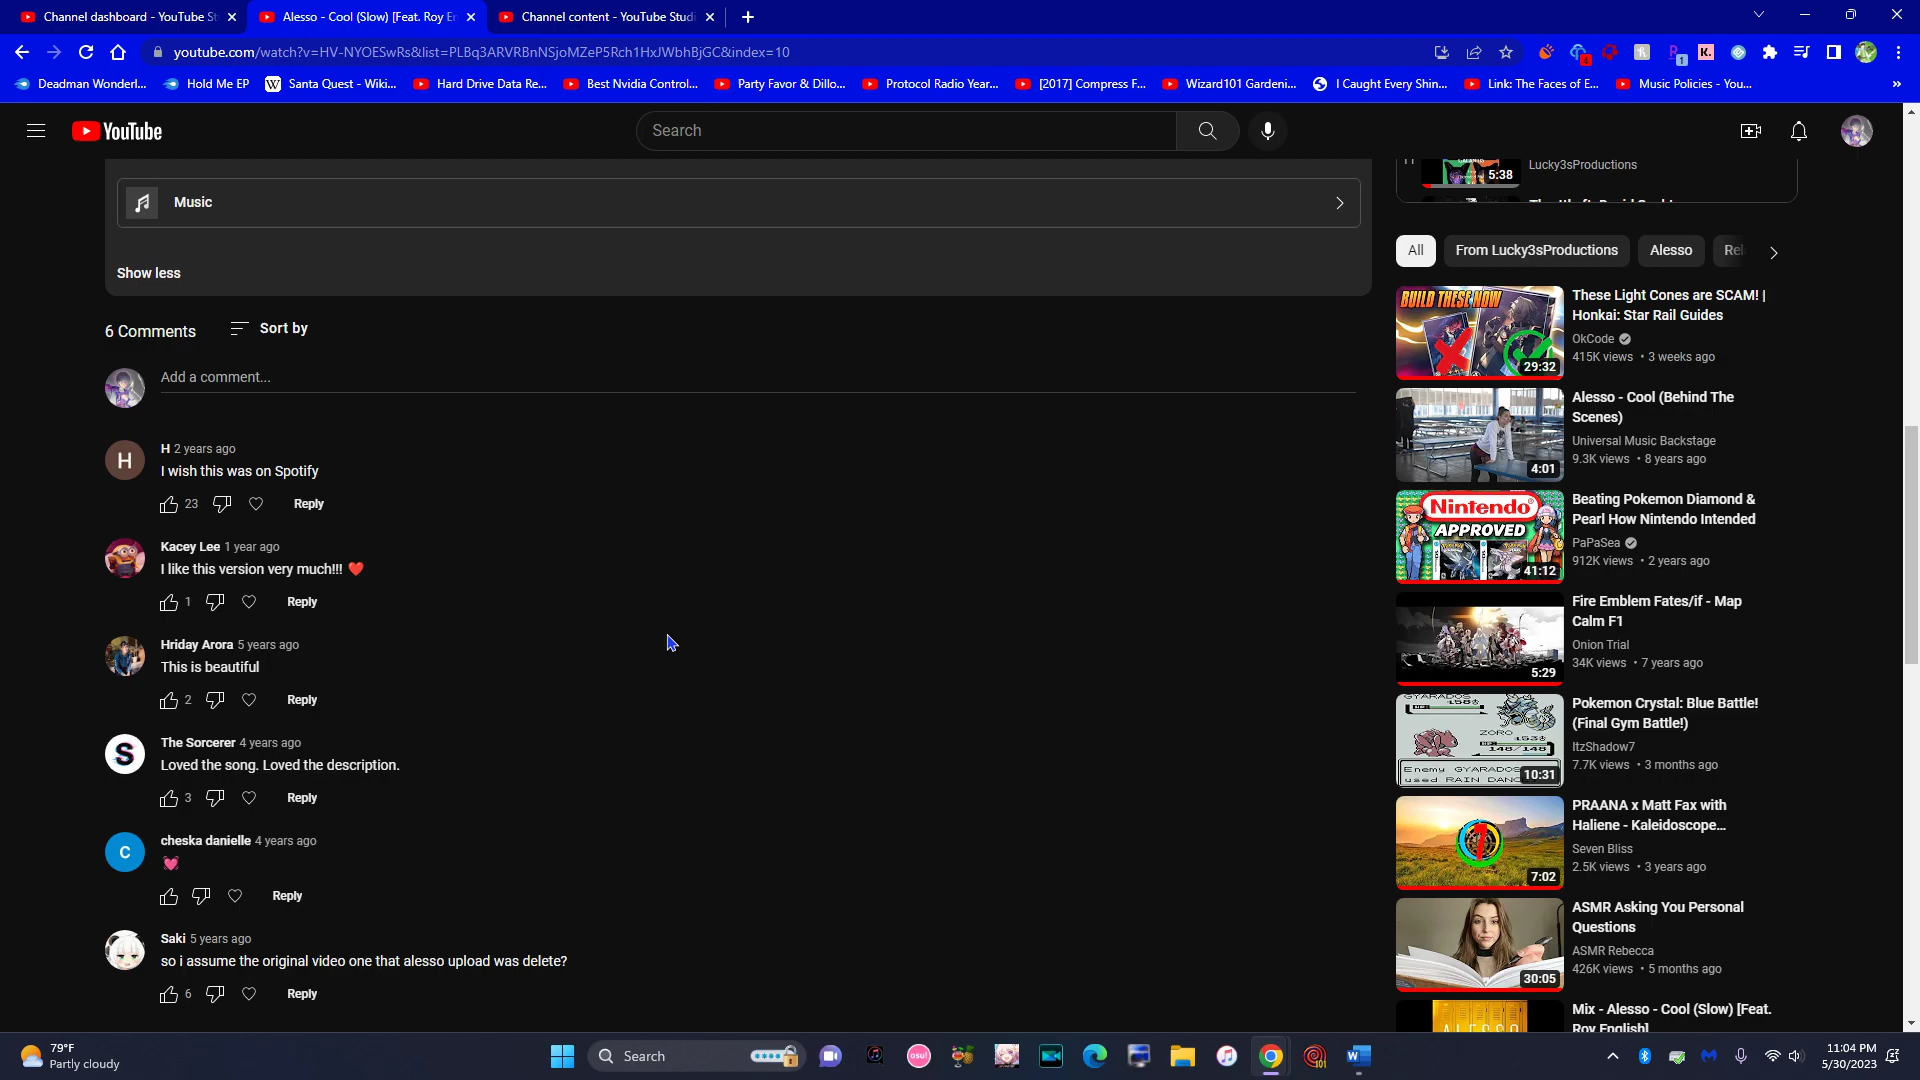 Channel dashboard - YouTube St
Alesso - Cool (Slow) [Feat. Roy En
Channel content - YouTube Studi
youtube.com/watch?v=HV-NYOESwRs&list=PLBq3ARVRBnNSjoMZeP5Rch1HxJWbhBjGC&index=10
Deadman Wonderl...
Hold Me EP
Santa Quest - Wiki...
Hard Drive Data Re...
Best Nvidia Control...
Party Favor & Dillo...
Protocol Radio Year...
[2017] Compress F...
Wizard101 Gardeni...
I Caught Every Shin...
Link: The Faces of E...
Music Policies - You...
YouTube
Search
Music
Show less
6 Comments
Sort by
Add a comment...
H 2 years ago
I wish this was on Spotify
23 Reply
Kacey Lee 1 year ago
I like this version very much!!! ❤️
1 Reply
Hriday Arora 5 years ago
This is beautiful
2 Reply
The Sorcerer 4 years ago
Loved the song. Loved the description.
3 Reply
cheska danielle 4 years ago
💓
Reply
Saki 5 years ago
so i assume the original video one that alesso upload was delete?
6 Reply
5:38
Lucky3sProductions
All
From Lucky3sProductions
Alesso
Rel
BUILD THESE NOW
29:32
These Light Cones are SCAM! |
Honkai: Star Rail Guides
OkCode
415K views • 3 weeks ago
4:01
Alesso - Cool (Behind The
Scenes)
Universal Music Backstage
9.3K views • 8 years ago
Nintendo
APPROVED
41:12
Beating Pokemon Diamond &
Pearl How Nintendo Intended
PaPaSea
912K views • 2 years ago
5:29
Fire Emblem Fates/if - Map
Calm F1
Onion Trial
34K views • 7 years ago
GYARADOS
ZORO
148/148
Enemy GYARADOS
used RAIN DANC
10:31
Pokemon Crystal: Blue Battle!
(Final Gym Battle!)
ItzShadow7
7.7K views • 3 months ago
7:02
PRAANA x Matt Fax with
Haliene - Kaleidoscope...
Seven Bliss
2.5K views • 3 years ago
30:05
ASMR Asking You Personal
Questions
ASMR Rebecca
426K views • 5 months ago
ALESSO
Mix - Alesso - Cool (Slow) [Feat.
Roy English]
79°F
Partly cloudy
Search
osu!
11:04 PM
5/30/2023